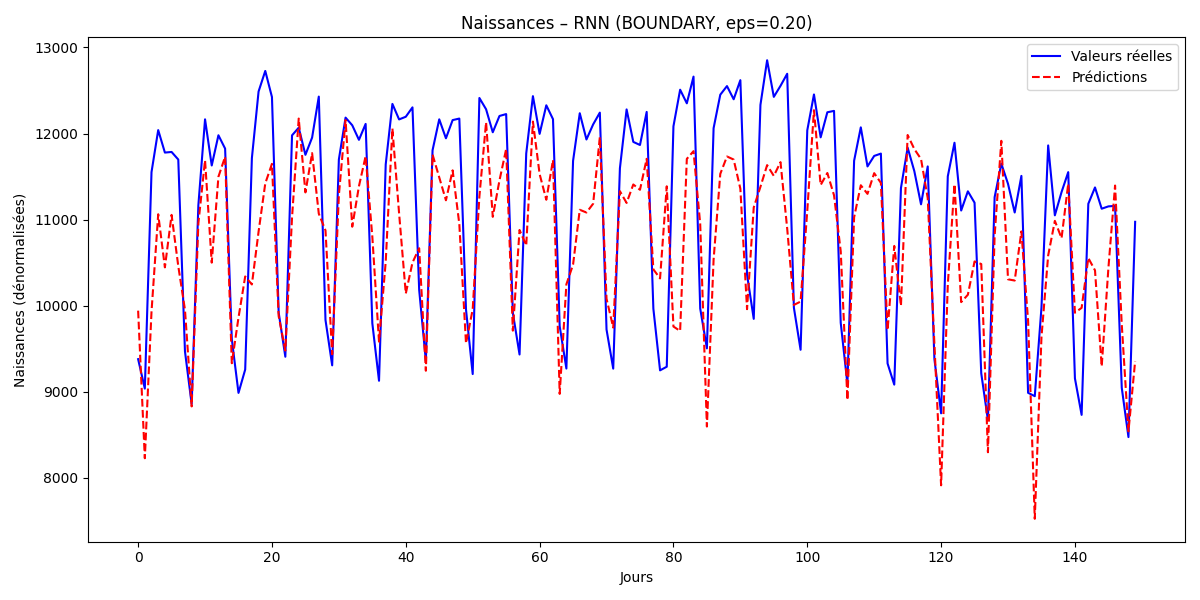 Naissances – RNN (BOUNDARY, eps=0.20)
Valeurs réelles
Prédictions
Naissances (dénormalisées)
13000
12000
11000
10000
9000
8000
0 20 40 60 80 100 120 140
Jours